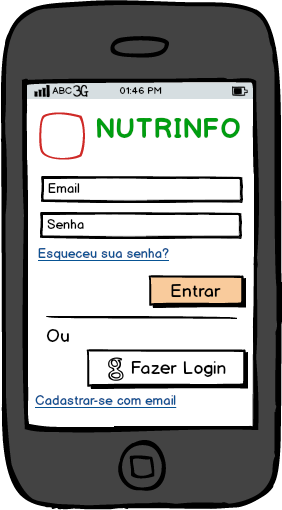 ABC 3G 01:46 PM
NUTRINFO
Email
Senha
Esqueceu sua senha?
Entrar
Ou
g Fazer Login
Cadastrar-se com email